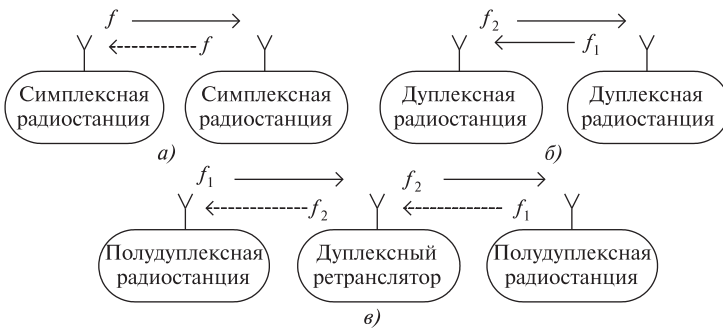 f
f
Симплексная
радиостанция
Симплексная
радиостанция
а)
f₂
f₁
Дуплексная
радиостанция
Дуплексная
радиостанция
б)
f₁
f₂
f₂
f₁
Полудуплексная
радиостанция
Дуплексный
ретранслятор
Полудуплексная
радиостанция
в)